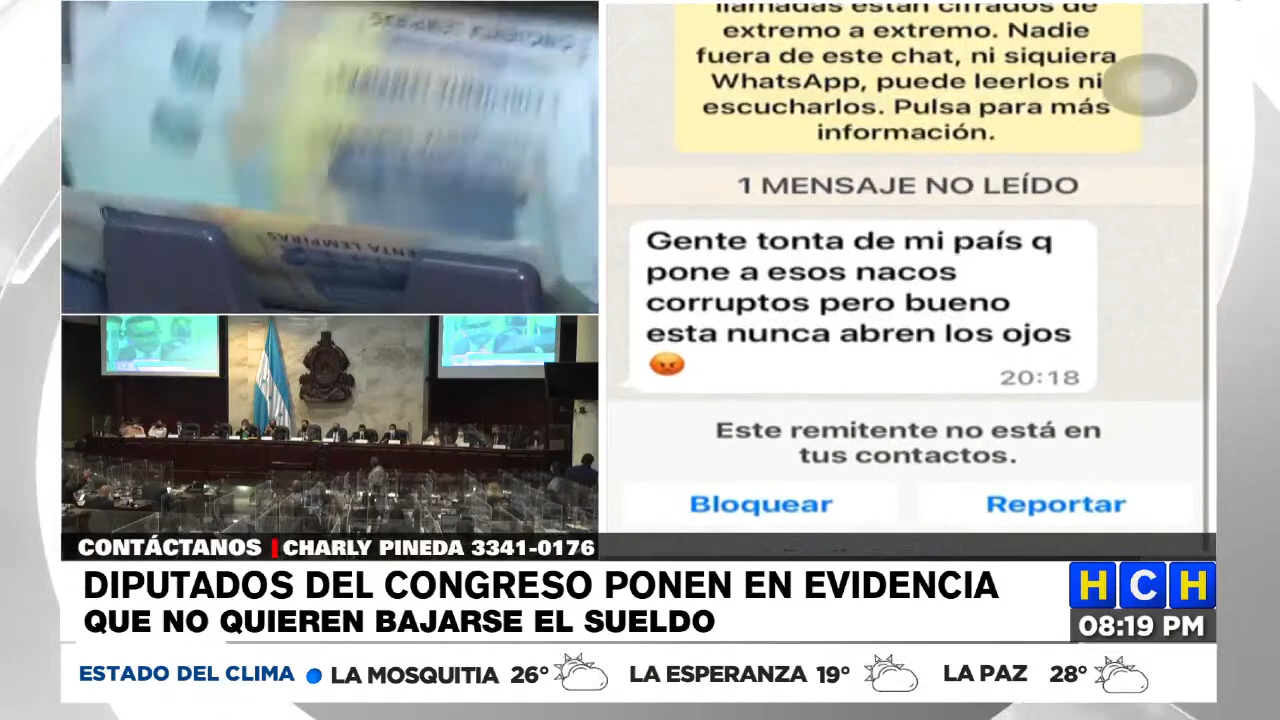 llamadas están cifrados de
extremo a extremo. Nadie
fuera de este chat, ni siquiera
WhatsApp, puede leerlos ni
escucharlos. Pulsa para más
información.
1 MENSAJE NO LEÍDO
Gente tonta de mi país q
pone a esos nacos
corruptos pero bueno
esta nunca abren los ojos
😡
20:18
Este remitente no está en
tus contactos.
Bloquear
Reportar
ENTA LEMPIRAS
CONTÁCTANOS | CHARLY PINEDA 3341-0176
DIPUTADOS DEL CONGRESO PONEN EN EVIDENCIA
QUE NO QUIEREN BAJARSE EL SUELDO
HCH
08:19 PM
ESTADO DEL CLIMA LA MOSQUITIA 26° LA ESPERANZA 19° LA PAZ 28°